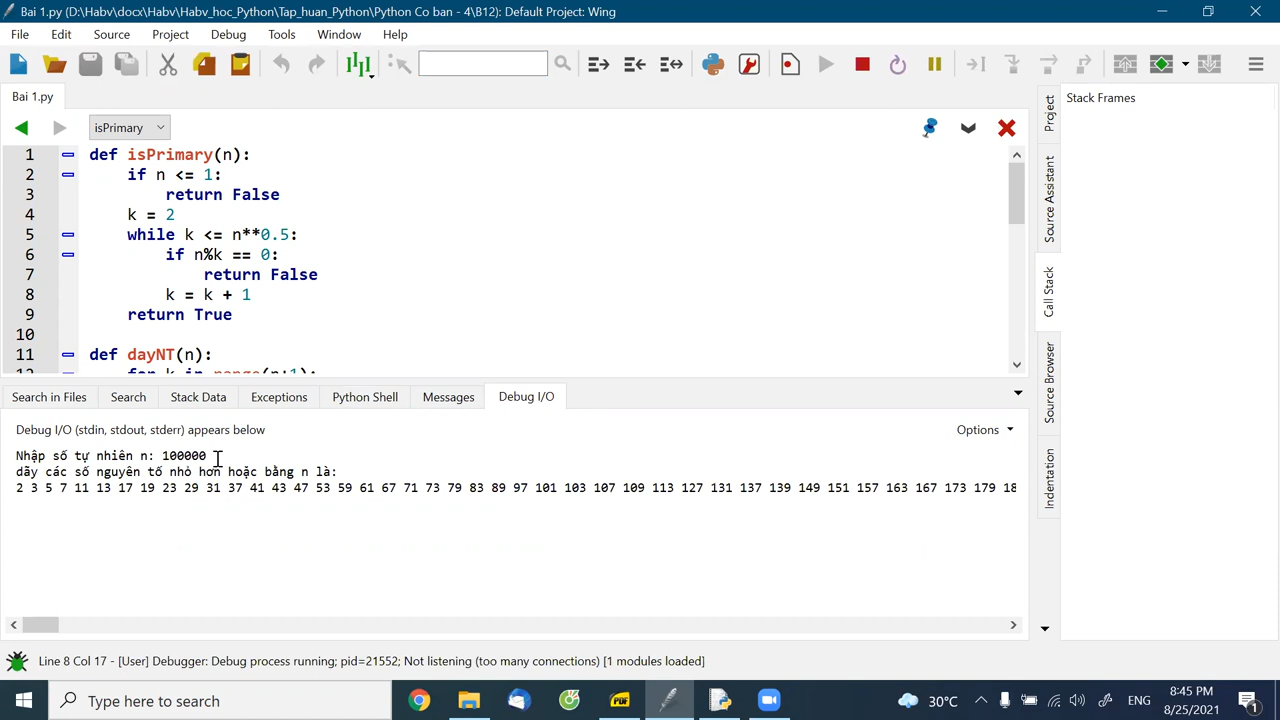 Bai 1.py (D:\Habv\docx\Habv_hoc_Python\Tap_huan_Python\Python Co ban - 4\B12): Default Project: Wing
File Edit Source Project Debug Tools Window Help
Bai 1.py
isPrimary
1 def isPrimary(n):
2 if n <= 1:
3 return False
4 k = 2
5 while k <= n**0.5:
6 if n%k == 0:
7 return False
8 k = k + 1
9 return True
10
11 def dayNT(n):
12 for k in range(n+1):
Stack Frames
Project
Source Assistant
Call Stack
Source Browser
Indentation
Search in Files Search Stack Data Exceptions Python Shell Messages Debug I/O
Debug I/O (stdin, stdout, stderr) appears below
Options
Nhập số tự nhiên n: 100000
dãy các số nguyên tố nhỏ hơn hoặc bằng n là:
2 3 5 7 11 13 17 19 23 29 31 37 41 43 47 53 59 61 67 71 73 79 83 89 97 101 103 107 109 113 127 131 137 139 149 151 157 163 167 173 179 18
Line 8 Col 17 - [User] Debugger: Debug process running; pid=21552; Not listening (too many connections) [1 modules loaded]
Type here to search
PDF
30°C
ENG
8:45 PM
8/25/2021
1